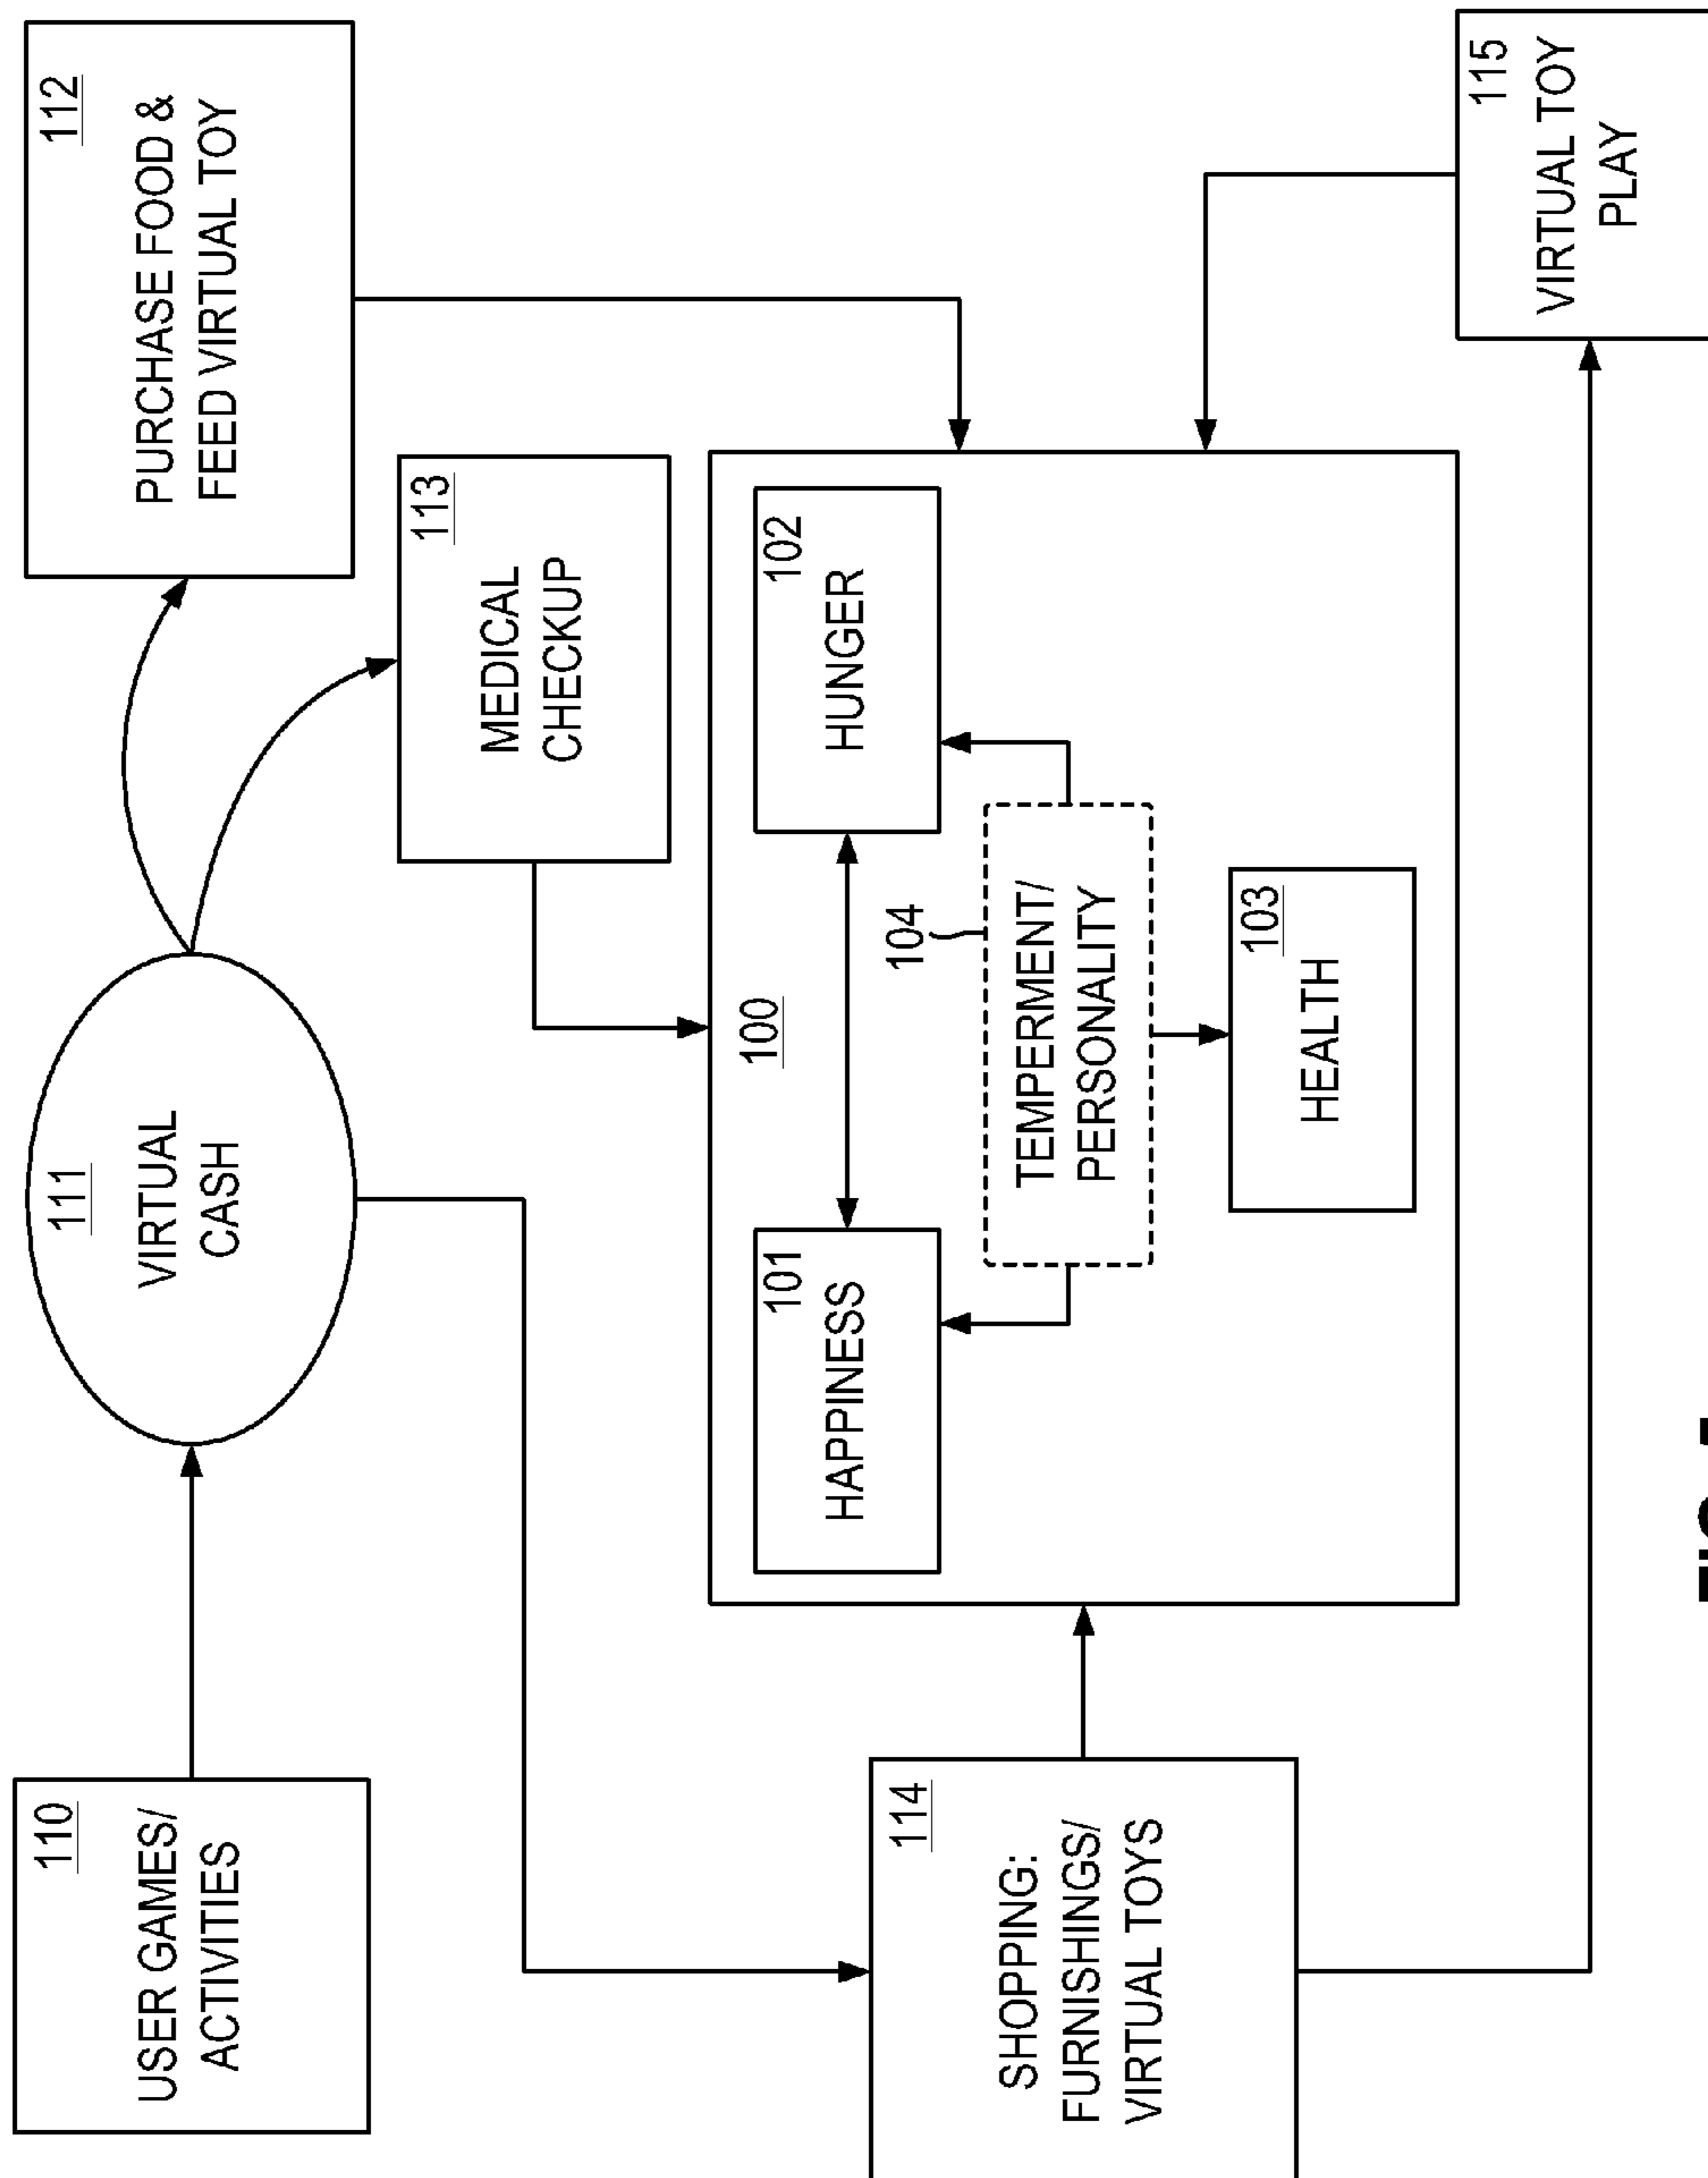 110
USER GAMES/
ACTIVITIES
111
VIRTUAL
CASH
112
PURCHASE FOOD &
FEED VIRTUAL TOY
113
MEDICAL
CHECKUP
100
101
HAPPINESS
102
HUNGER
104
TEMPERMENT/
PERSONALITY
103
HEALTH
114
SHOPPING:
FURNISHINGS/
VIRTUAL TOYS
115
VIRTUAL TOY
PLAY